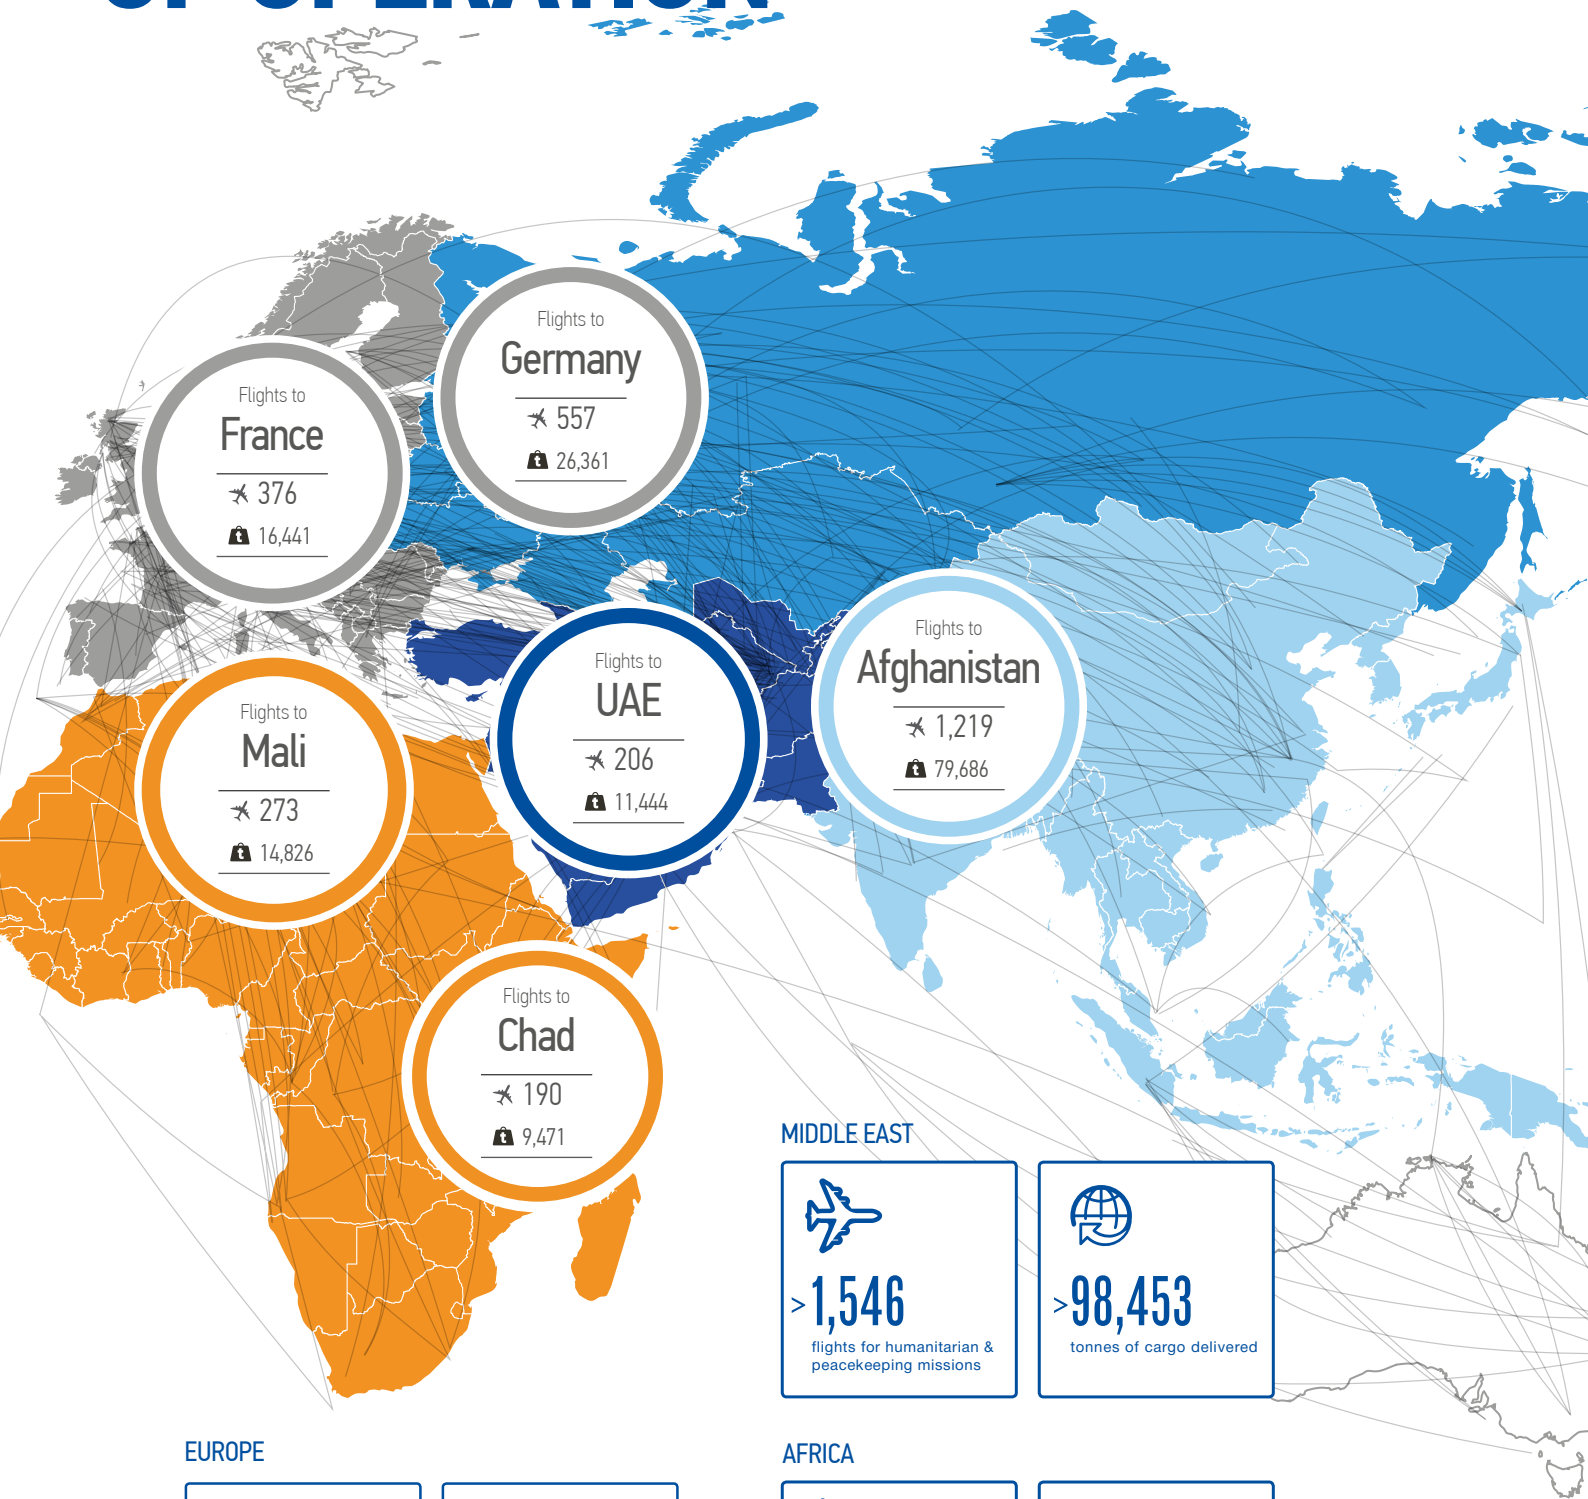 OF OPERATION
Flights to
Germany
557
t 26,361
Flights to
France
376
t 16,441
Flights to
Afghanistan
1,219
t 79,686
Flights to
UAE
206
t 11,444
Flights to
Mali
273
t 14,826
Flights to
Chad
190
t 9,471
MIDDLE EAST
>1,546
flights for humanitarian &
peacekeeping missions
>98,453
tonnes of cargo delivered
EUROPE
AFRICA